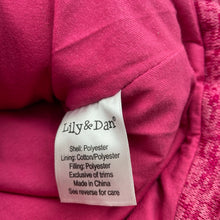 Lily & Dan®
Shell: Polyester
Lining: Cotton/Polyester
Filling: Polyester
Exclusive of trims
Made in China
See reverse for care